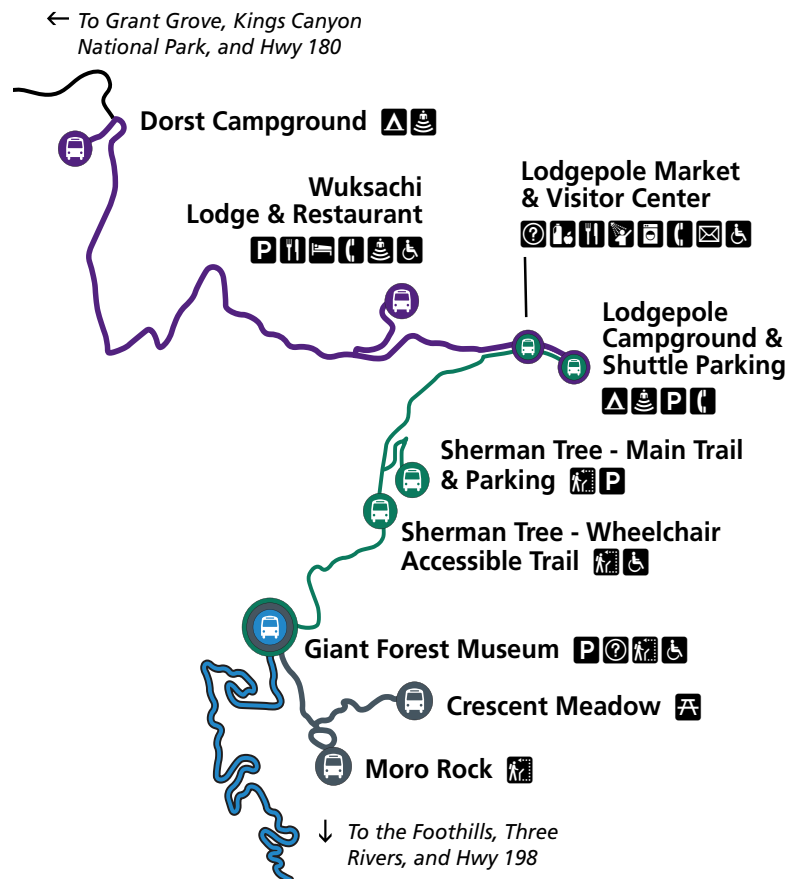 ← To Grant Grove, Kings Canyon
National Park, and Hwy 180
Dorst Campground
Wuksachi
Lodge & Restaurant
P
Lodgepole Market
& Visitor Center
?
Lodgepole
Campground &
Shuttle Parking
P
Sherman Tree - Main Trail
& Parking P
Sherman Tree - Wheelchair
Accessible Trail
Giant Forest Museum P ?
Crescent Meadow
Moro Rock
↓ To the Foothills, Three
Rivers, and Hwy 198